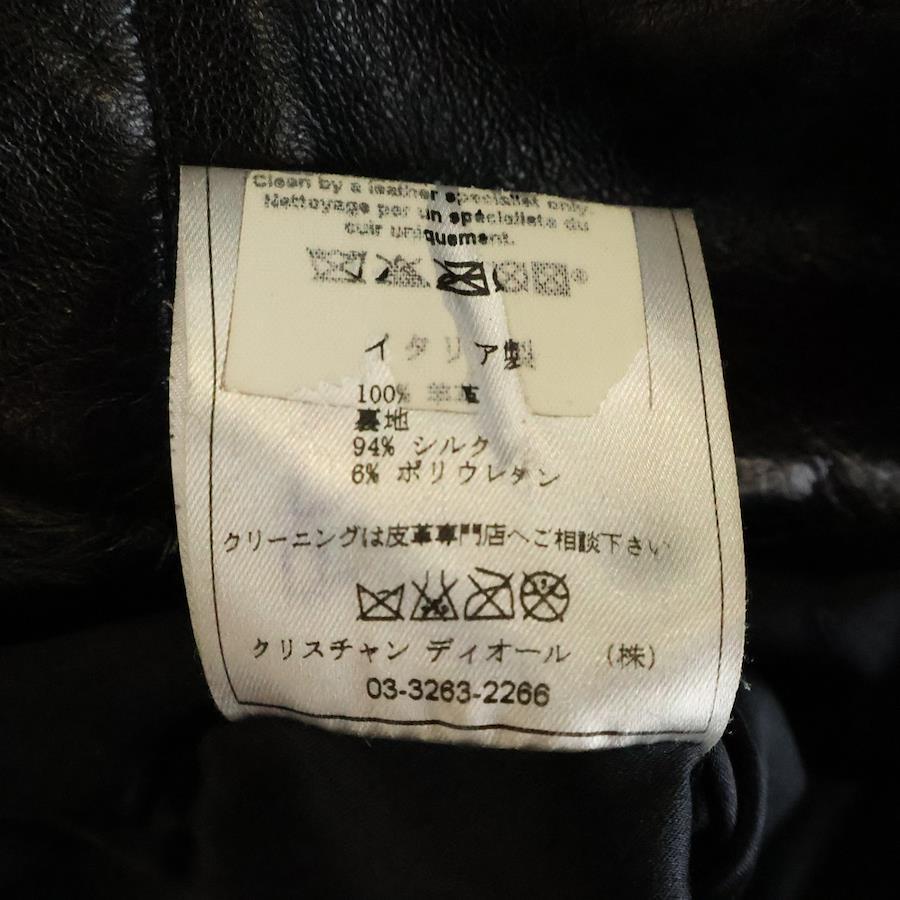 Clean by a leather specialist only.
Nettoyage par un spécialiste du
cuir uniquement.
イタリア製
100% 羊革
裏地
94% シルク
6% ポリウレタン
クリーニングは皮革専門店へご相談下さい
クリスチャン ディオール (株)
03-3263-2266